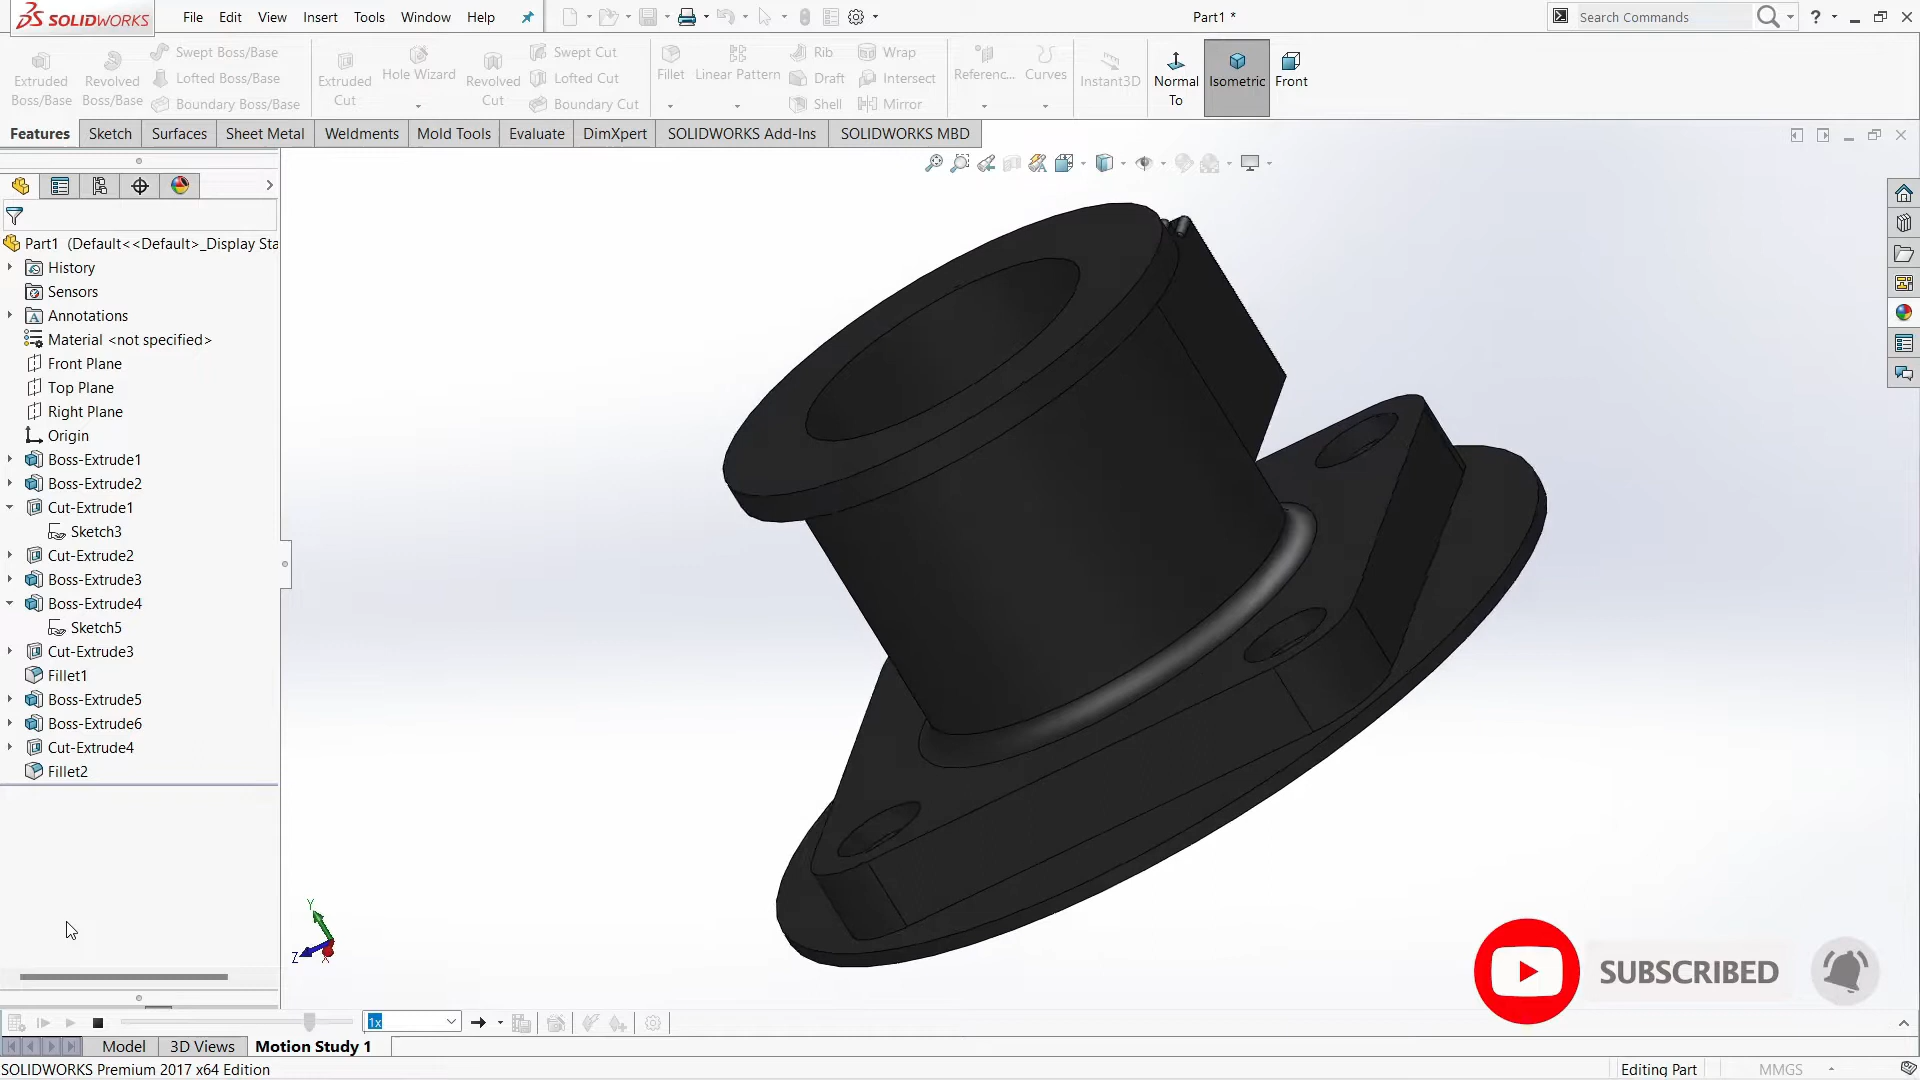 SOLIDWORKS
File Edit View Insert Tools Window Help
Part1 *
Search Commands
Extruded Boss/Base
Revolved Boss/Base
Swept Boss/Base
Lofted Boss/Base
Boundary Boss/Base
Extruded Cut
Hole Wizard
Revolved Cut
Swept Cut
Lofted Cut
Boundary Cut
Fillet
Linear Pattern
Rib
Draft
Shell
Wrap
Intersect
Mirror
Referenc...
Curves
Instant3D
Normal To
Isometric
Front
Features Sketch Surfaces Sheet Metal Weldments Mold Tools Evaluate DimXpert SOLIDWORKS Add-Ins SOLIDWORKS MBD
Part1 (Default<<Default>_Display Sta
History
Sensors
Annotations
Material <not specified>
Front Plane
Top Plane
Right Plane
Origin
Boss-Extrude1
Boss-Extrude2
Cut-Extrude1
Sketch3
Cut-Extrude2
Boss-Extrude3
Boss-Extrude4
Sketch5
Cut-Extrude3
Fillet1
Boss-Extrude5
Boss-Extrude6
Cut-Extrude4
Fillet2
Y
Z
X
SUBSCRIBED
1x
Model 3D Views Motion Study 1
SOLIDWORKS Premium 2017 x64 Edition
Editing Part
MMGS